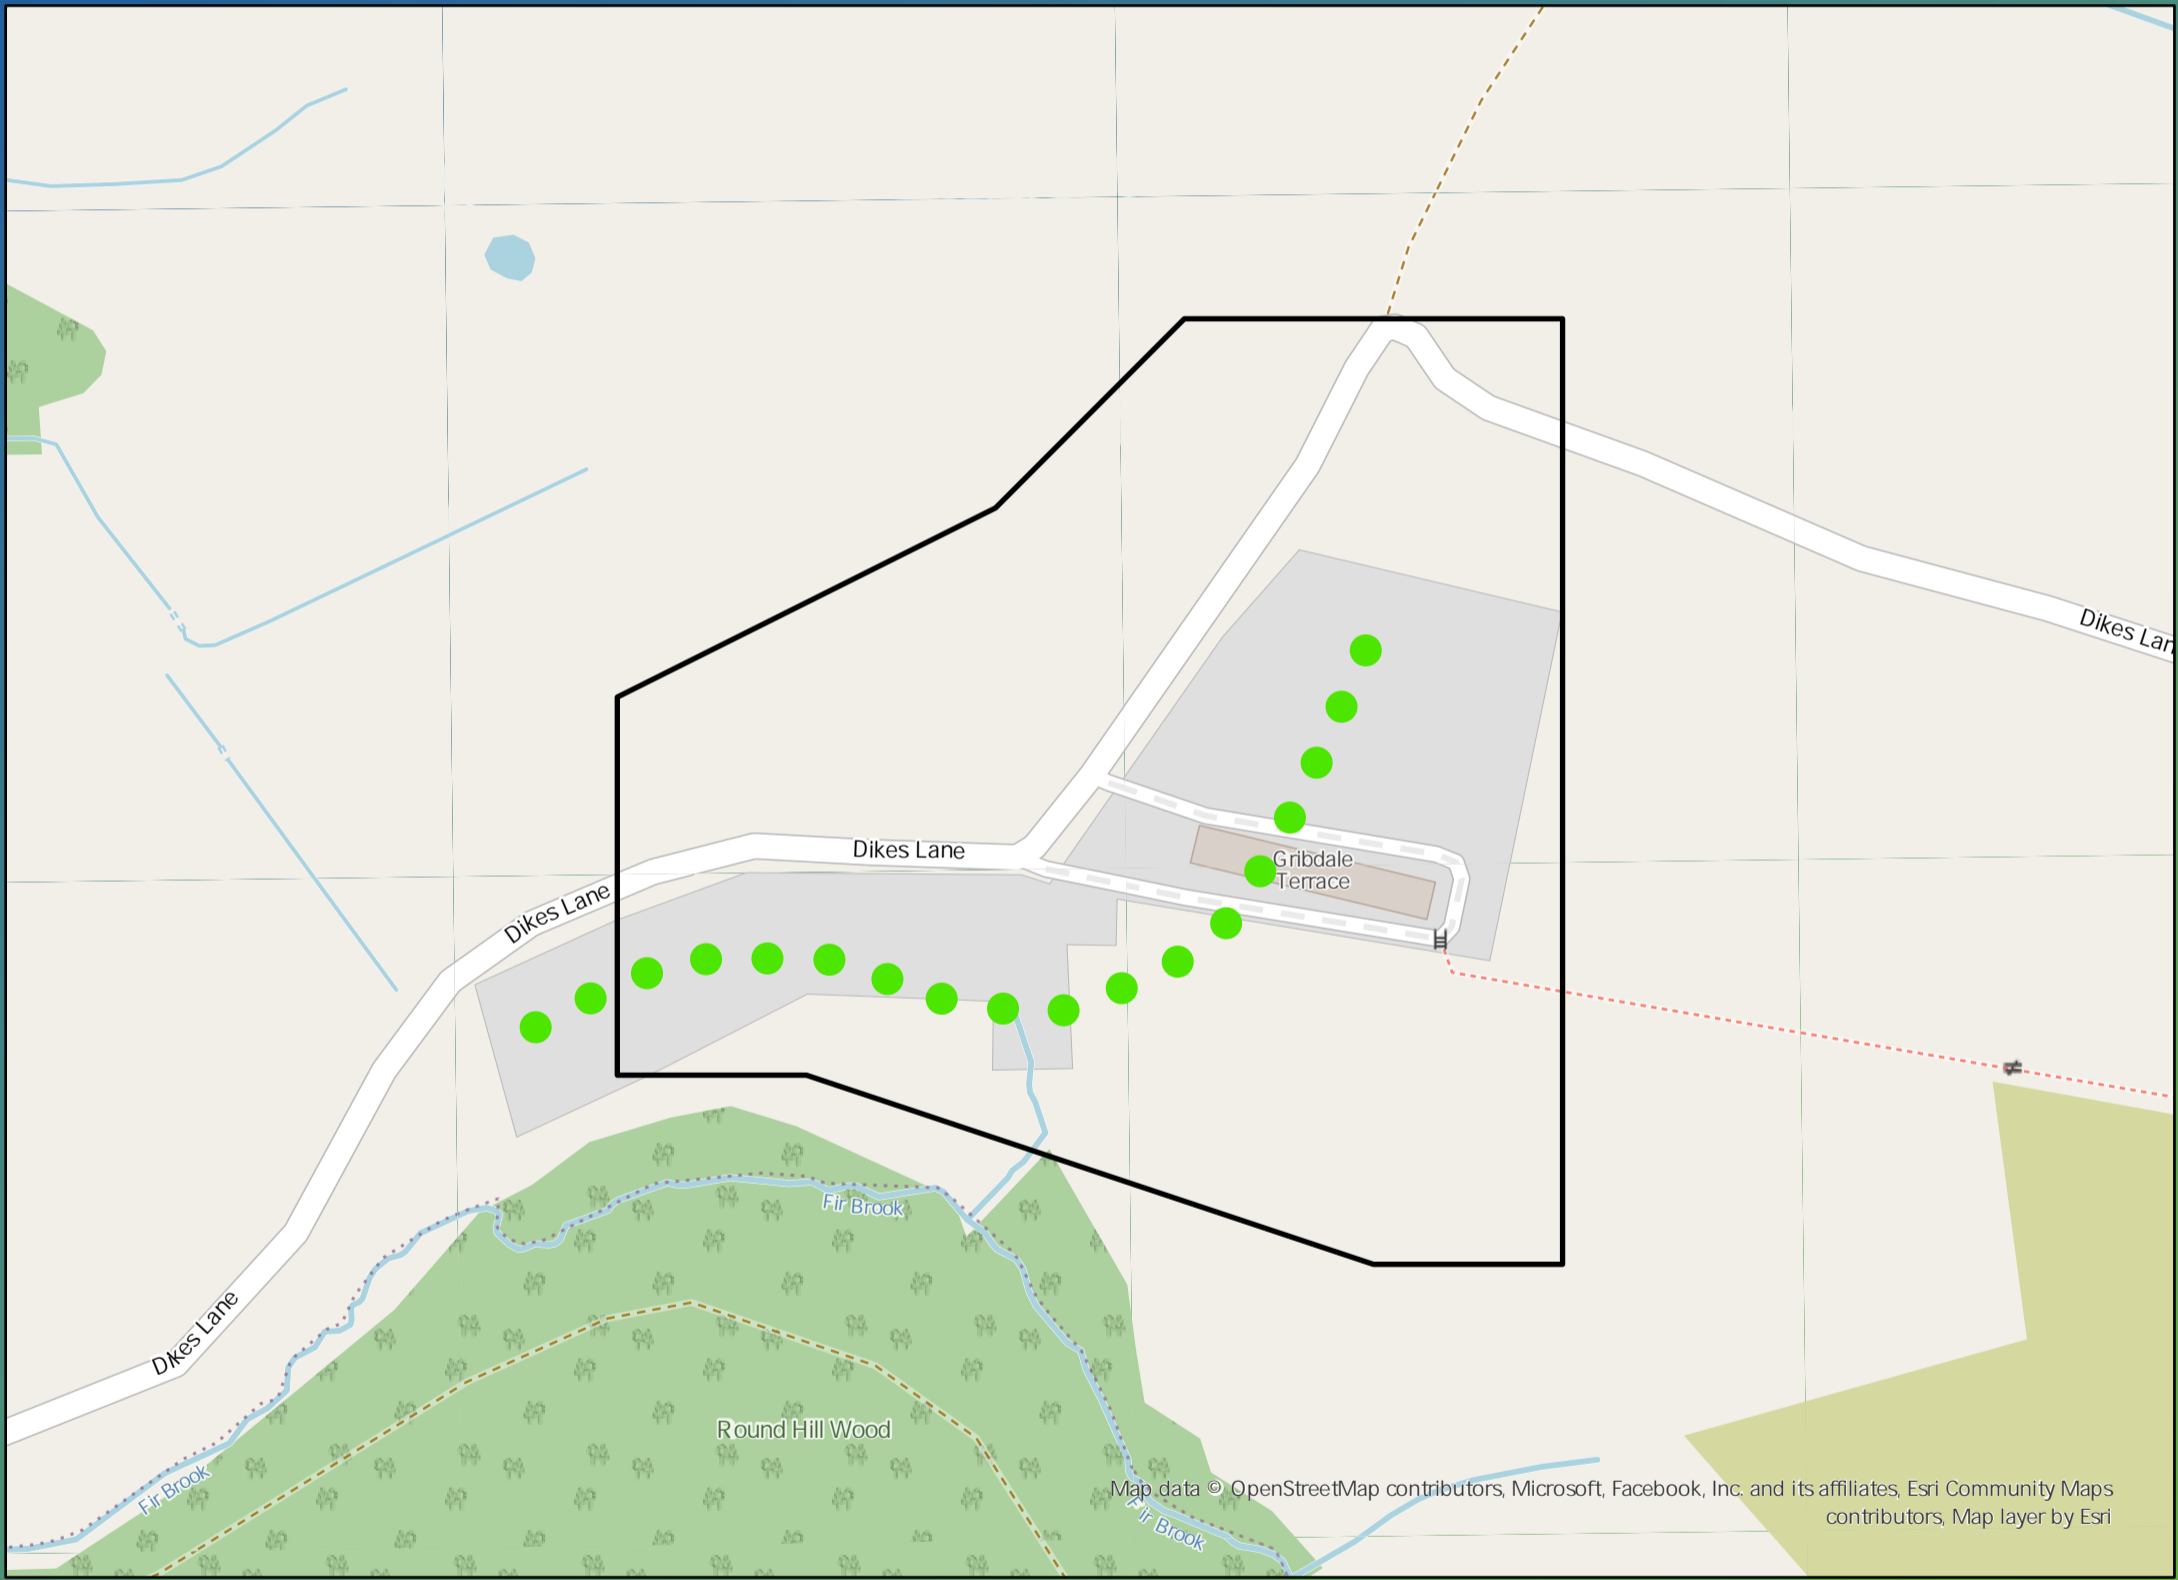 Dikes Lan
Dikes Lane
Gribdale
Terrace
Dikes Lane
Fir Brook
Dikes Lane
Round Hill Wood
Fir Brook
Map data © OpenStreetMap contributors, Microsoft, Facebook, Inc. and its affiliates, Esri Community Maps
contributors, Map layer by Esri
Fir Brook